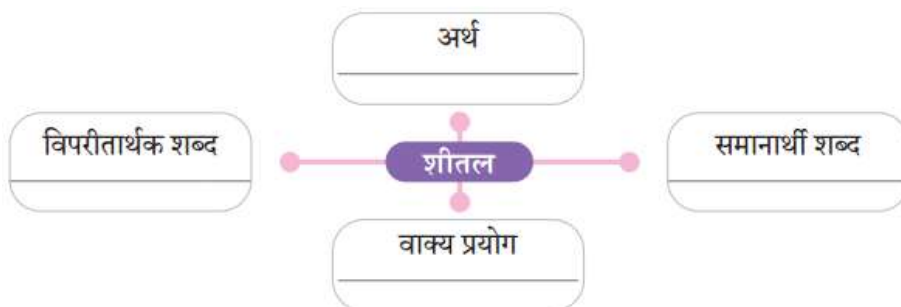 अर्थ
विपरीतार्थक शब्द
शीतल
समानार्थी शब्द
वाक्य प्रयोग